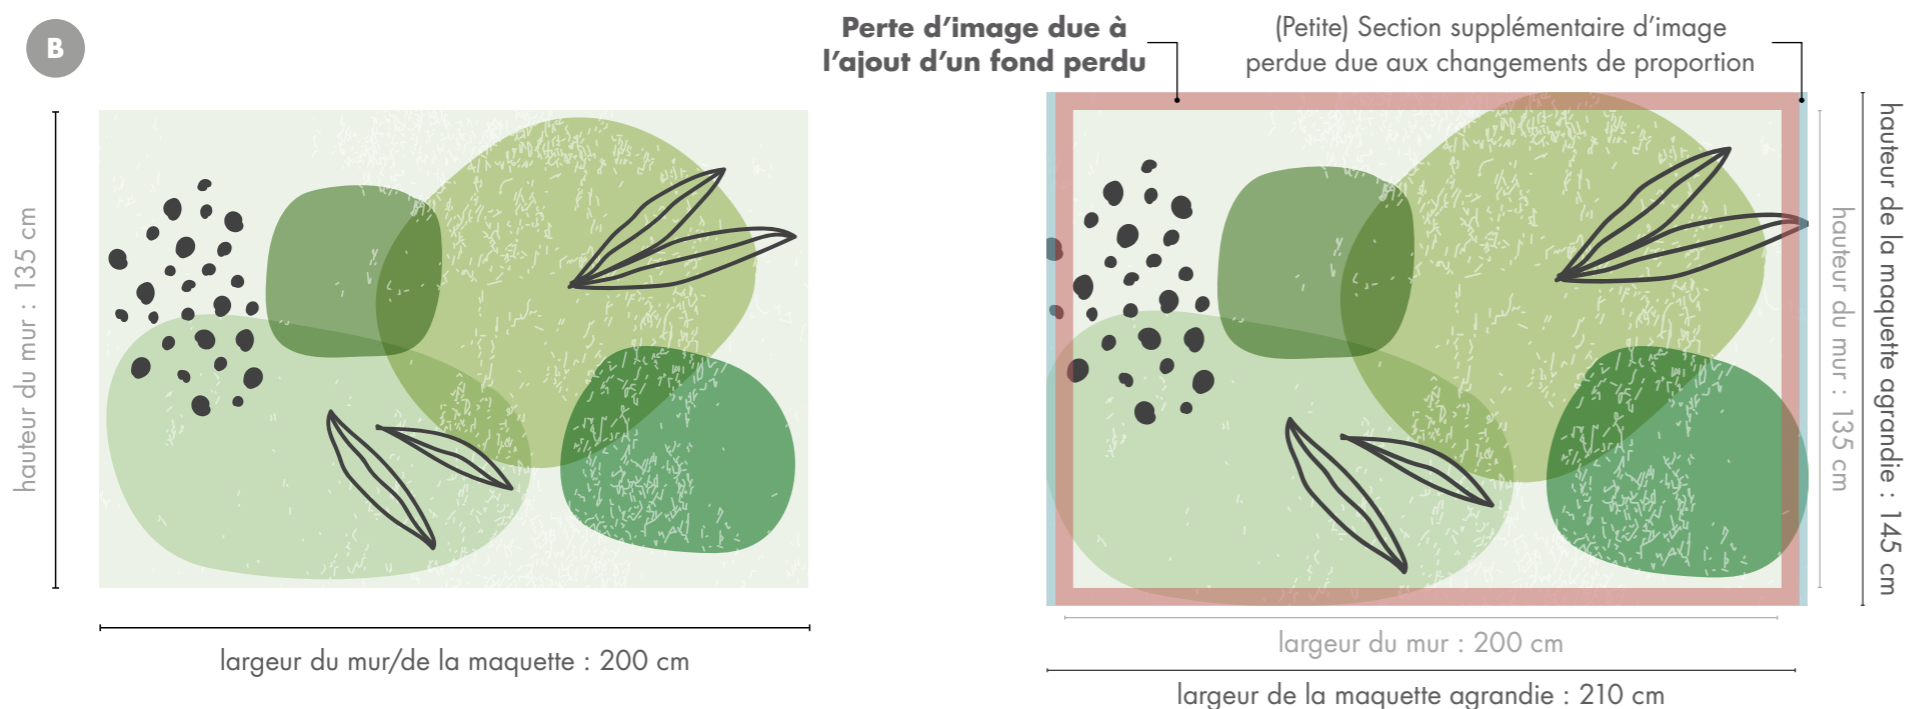 B
hauteur du mur : 135 cm
largeur du mur/de la maquette : 200 cm
Perte d’image due à
l’ajout d’un fond perdu
(Petite) Section supplémentaire d’image
perdue due aux changements de proportion
hauteur du mur : 135 cm
hauteur de la maquette agrandie : 145 cm
largeur du mur : 200 cm
largeur de la maquette agrandie : 210 cm